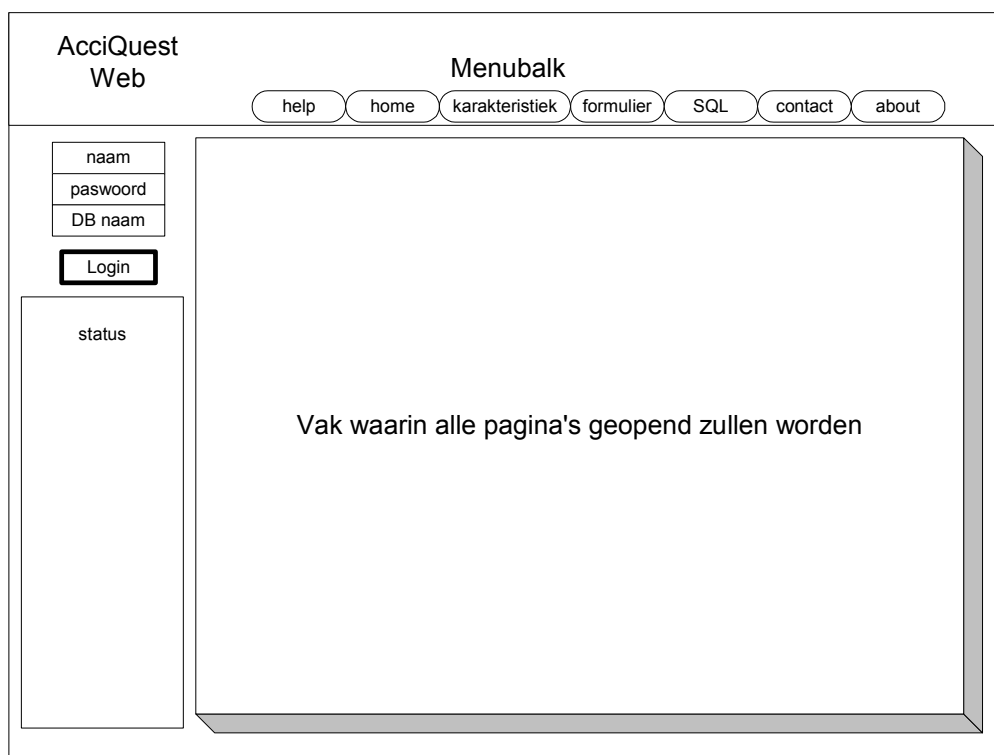 AcciQuest
Web
Menubalk
help home karakteristiek formulier SQL contact about
naam
paswoord
DB naam
Login
status
Vak waarin alle pagina's geopend zullen worden